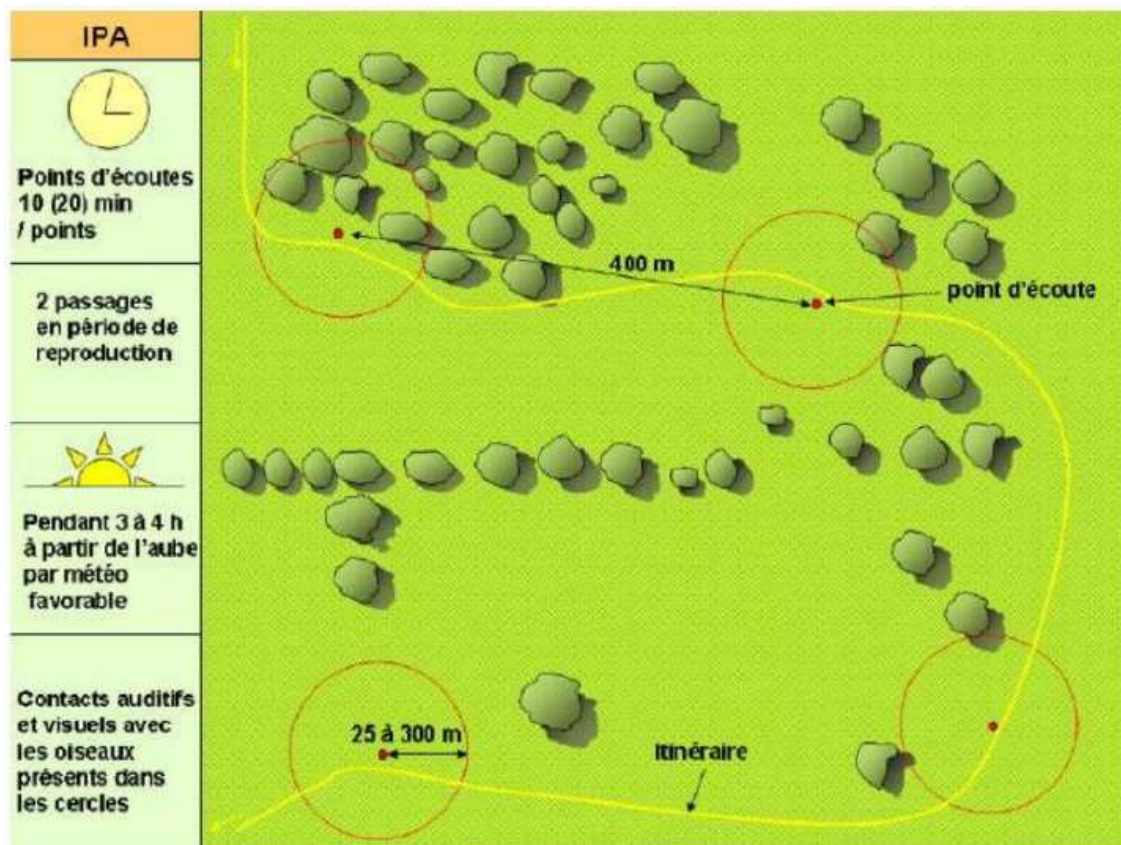 IPA
Points d'écoutes
10 (20) min
/ points
2 passages
en période de
reproduction
Pendant 3 à 4 h
à partir de l'aube
par météo
favorable
Contacts auditifs
et visuels avec
les oiseaux
présents dans
les cercles
400 m
point d'écoute
25 à 300 m
Itinéraire